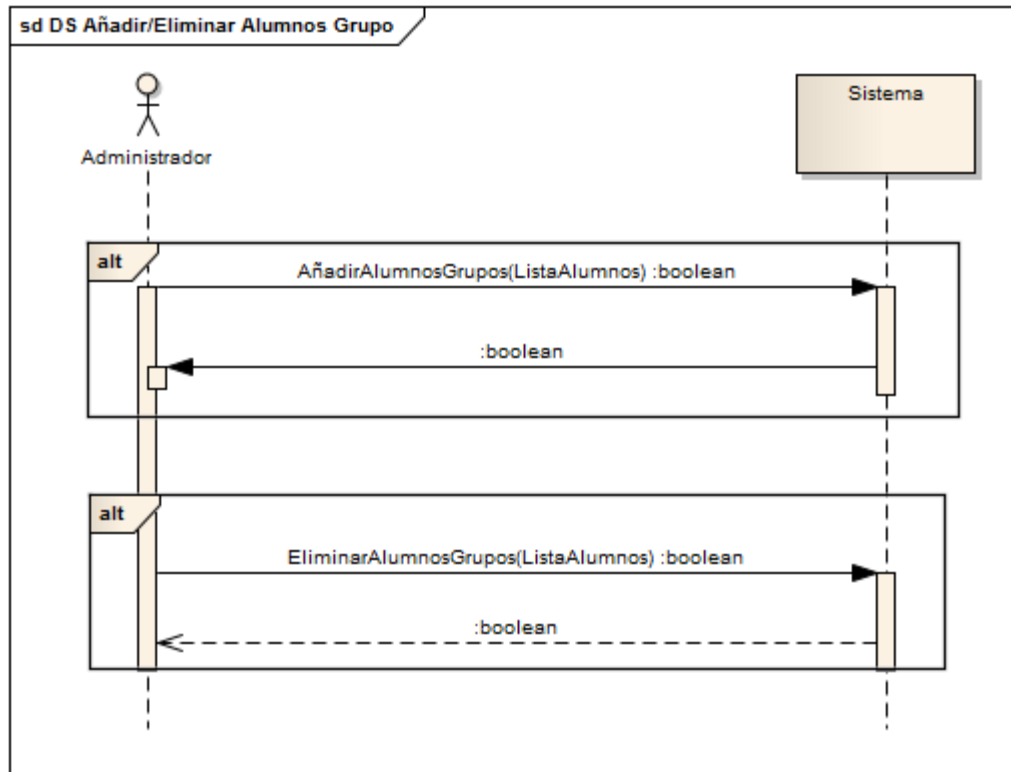 sd DS Añadir/Eliminar Alumnos Grupo
Administrador
Sistema
alt
AñadirAlumnosGrupos(ListaAlumnos) :boolean
:boolean
alt
EliminarAlumnosGrupos(ListaAlumnos) :boolean
:boolean